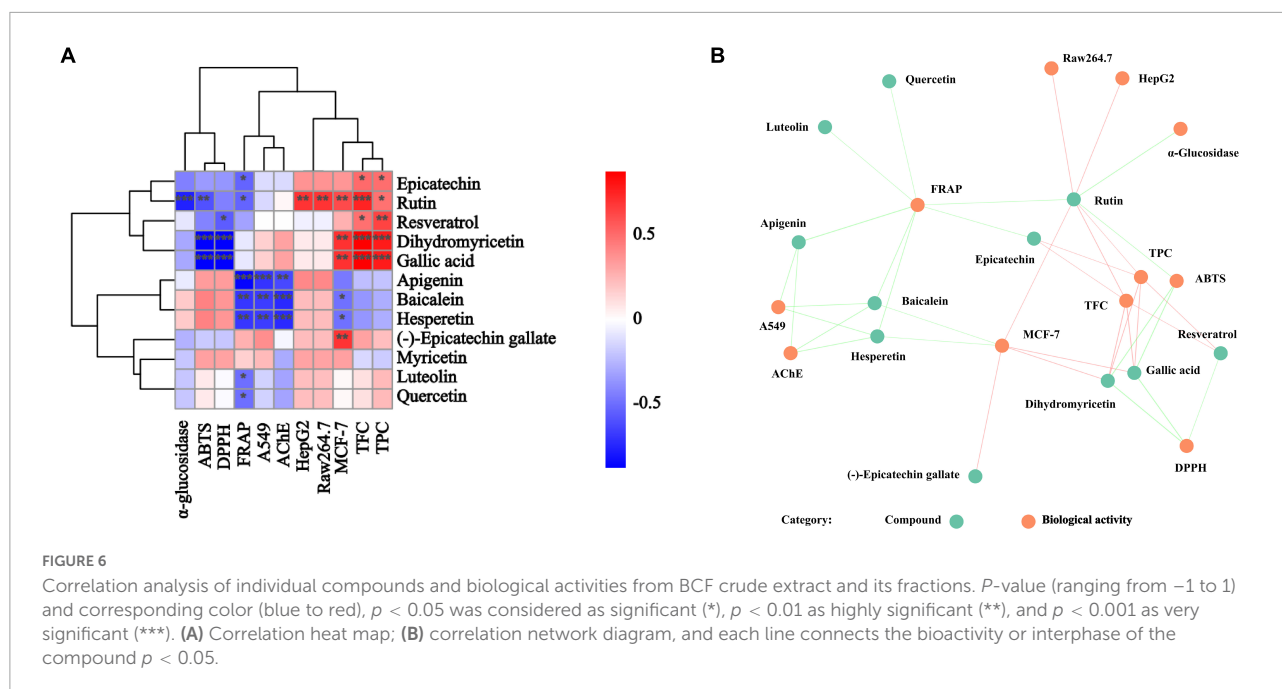 A
*
*
*
Epicatechin
***
**
*
**
**
**
***
*
Rutin
*
*
**
Resveratrol
***
***
**
***
***
Dihydromyricetin
***
***
**
***
***
Gallic acid
***
***
**
Apigenin
**
**
***
*
Baicalein
**
**
***
*
Hesperetin
**
(-)-Epicatechin gallate
Myricetin
*
Luteolin
*
Quercetin
α-glucosidase
ABTS
DPPH
FRAP
A549
AChE
HepG2
Raw264.7
MCF-7
TFC
TPC
0.5
0
-0.5
B
Raw264.7
HepG2
Quercetin
Luteolin
α-Glucosidase
FRAP
Rutin
Apigenin
Epicatechin
TPC
ABTS
Baicalein
TFC
A549
MCF-7
Resveratrol
Hesperetin
AChE
Gallic acid
Dihydromyricetin
DPPH
(-)-Epicatechin gallate
Category: Compound Biological activity
FIGURE 6
Correlation analysis of individual compounds and biological activities from BCF crude extract and its fractions. P-value (ranging from −1 to 1)
and corresponding color (blue to red), p < 0.05 was considered as significant (*), p < 0.01 as highly significant (**), and p < 0.001 as very
significant (***). (A) Correlation heat map; (B) correlation network diagram, and each line connects the bioactivity or interphase of the
compound p < 0.05.